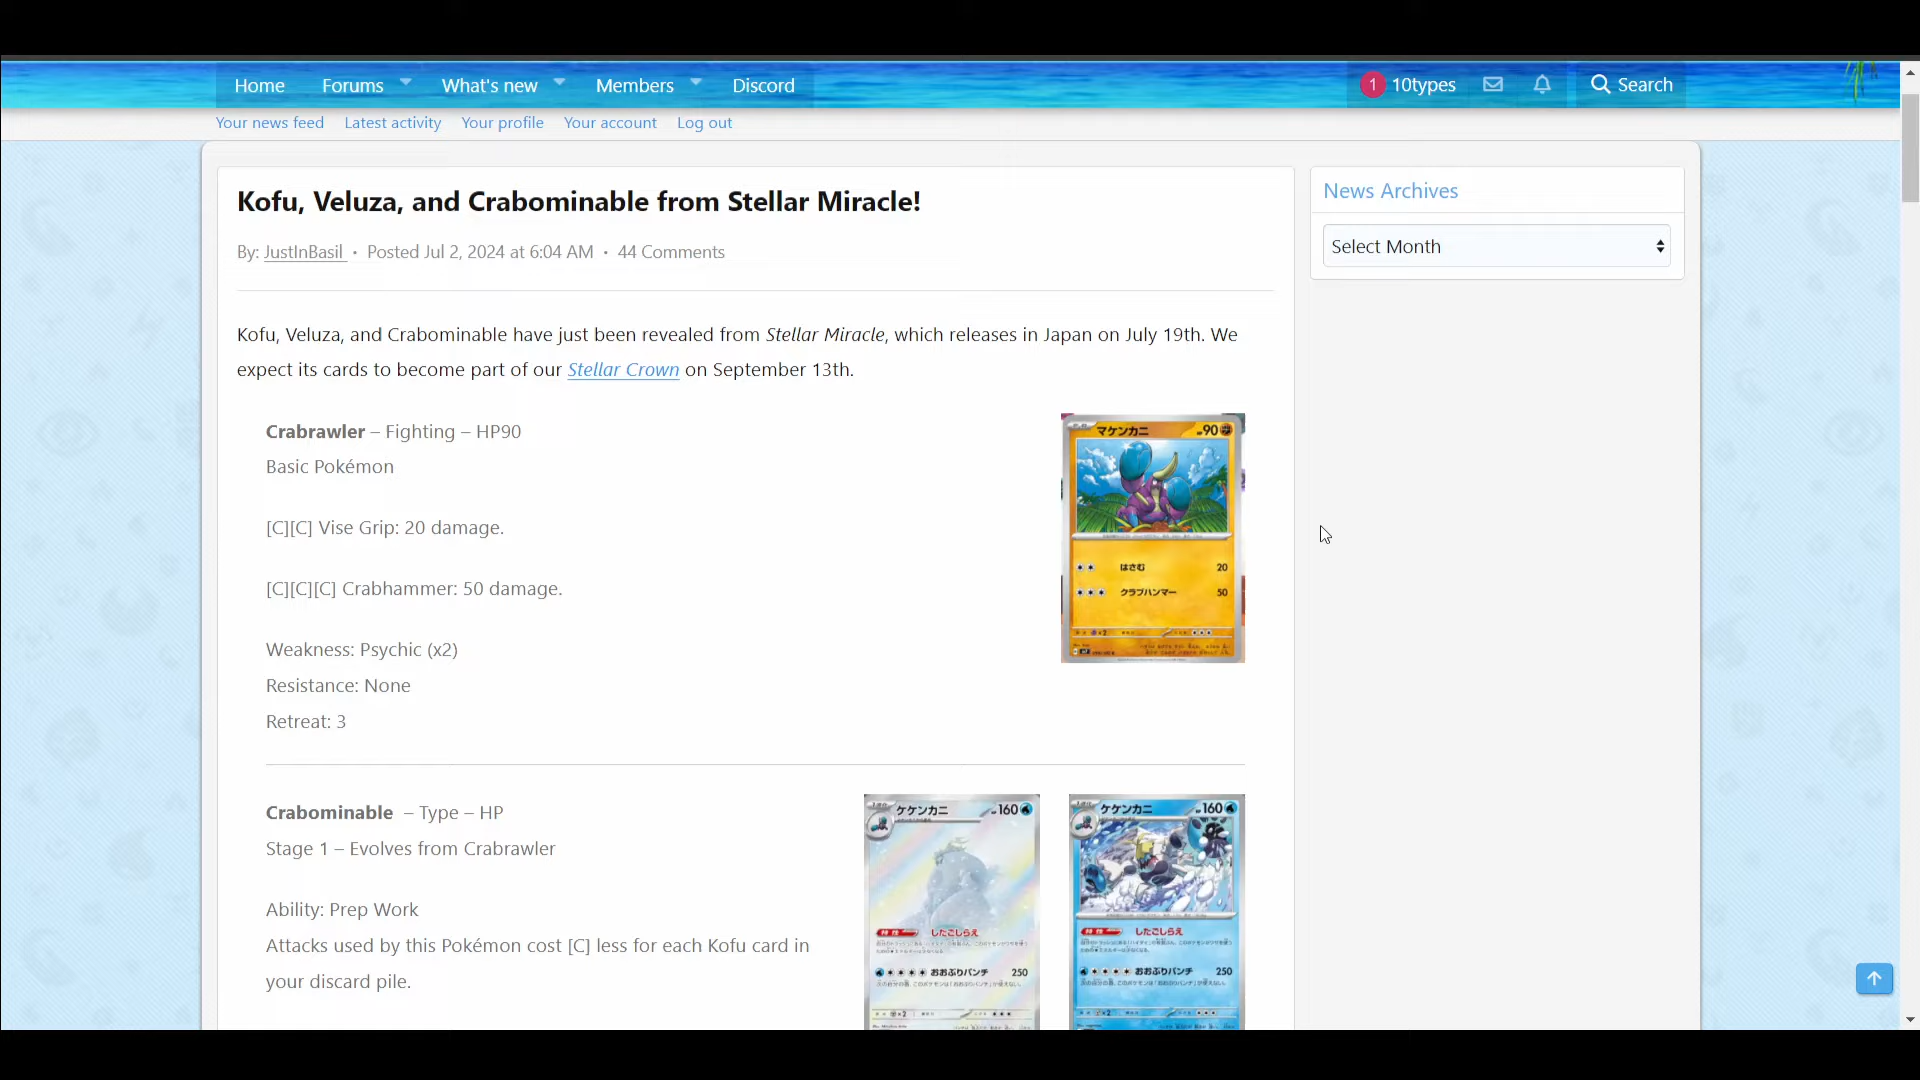 Home Forums What's new Members Discord 1 10types Search
Your news feed Latest activity Your profile Your account Log out
Kofu, Veluza, and Crabominable from Stellar Miracle!
By: JustInBasil · Posted Jul 2, 2024 at 6:04 AM · 44 Comments
Kofu, Veluza, and Crabominable have just been revealed from Stellar Miracle, which releases in Japan on July 19th. We
expect its cards to become part of our Stellar Crown on September 13th.
Crabrawler – Fighting – HP90
Basic Pokémon
[C][C] Vise Grip: 20 damage.
[C][C][C] Crabhammer: 50 damage.
Weakness: Psychic (x2)
Resistance: None
Retreat: 3
マケンカニ HP90
はさむ 20
クラブハンマー 50
Crabominable – Type – HP
Stage 1 – Evolves from Crabrawler
Ability: Prep Work
Attacks used by this Pokémon cost [C] less for each Kofu card in
your discard pile.
ケケンカニ 160
特性 したごしらえ
おおぶりパンチ 250
ケケンカニ 160
特性 したごしらえ
おおぶりパンチ 250
News Archives
Select Month